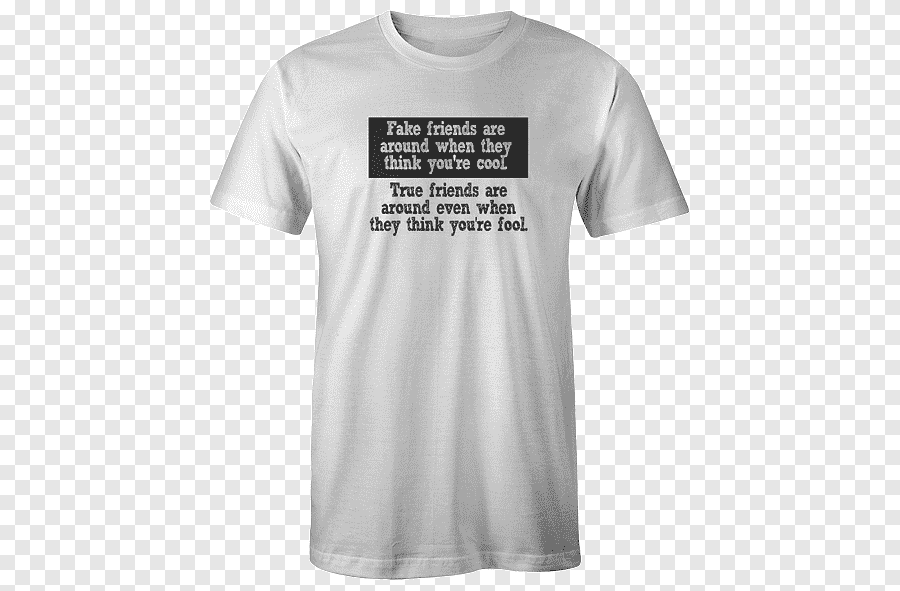 Fake friends are
around when they
think you're cool.
True friends are
around even when
they think you're fool.